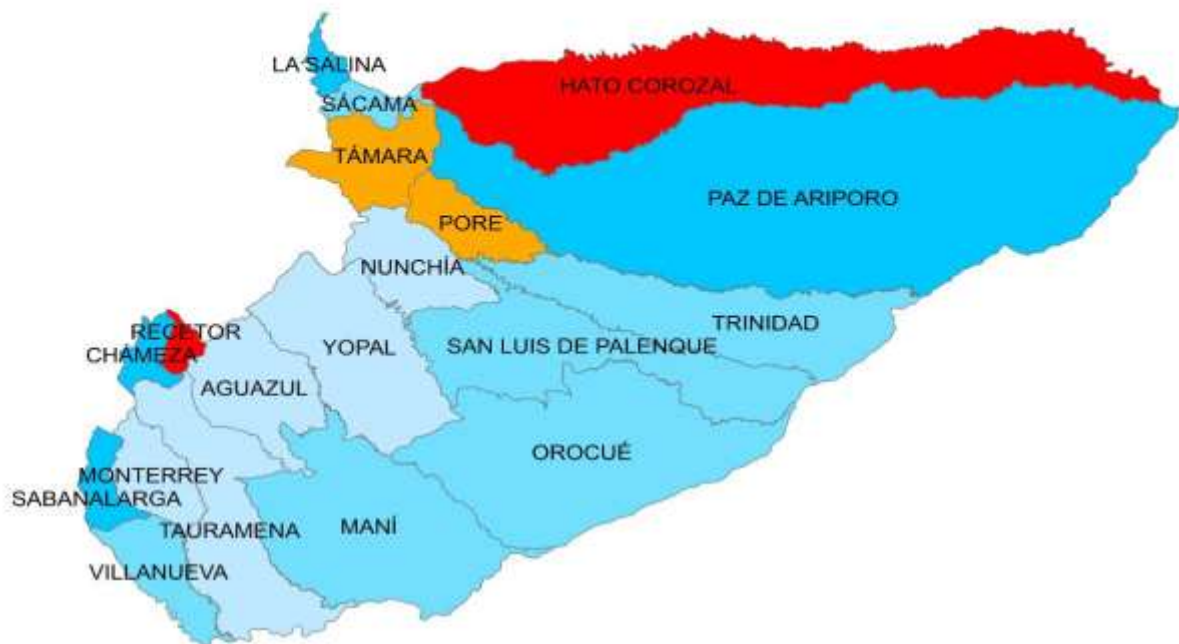 LA SALINA
HATO COROZAL
SÁCAMA
TÁMARA
PAZ DE ARIPORO
PORE
NUNCHÍA
TRINIDAD
RECETOR
YOPAL
SAN LUIS DE PALENQUE
CHÁMEZA
AGUAZUL
OROCUÉ
MONTERREY
SABANALARGA
TAURAMENA
MANÍ
VILLANUEVA